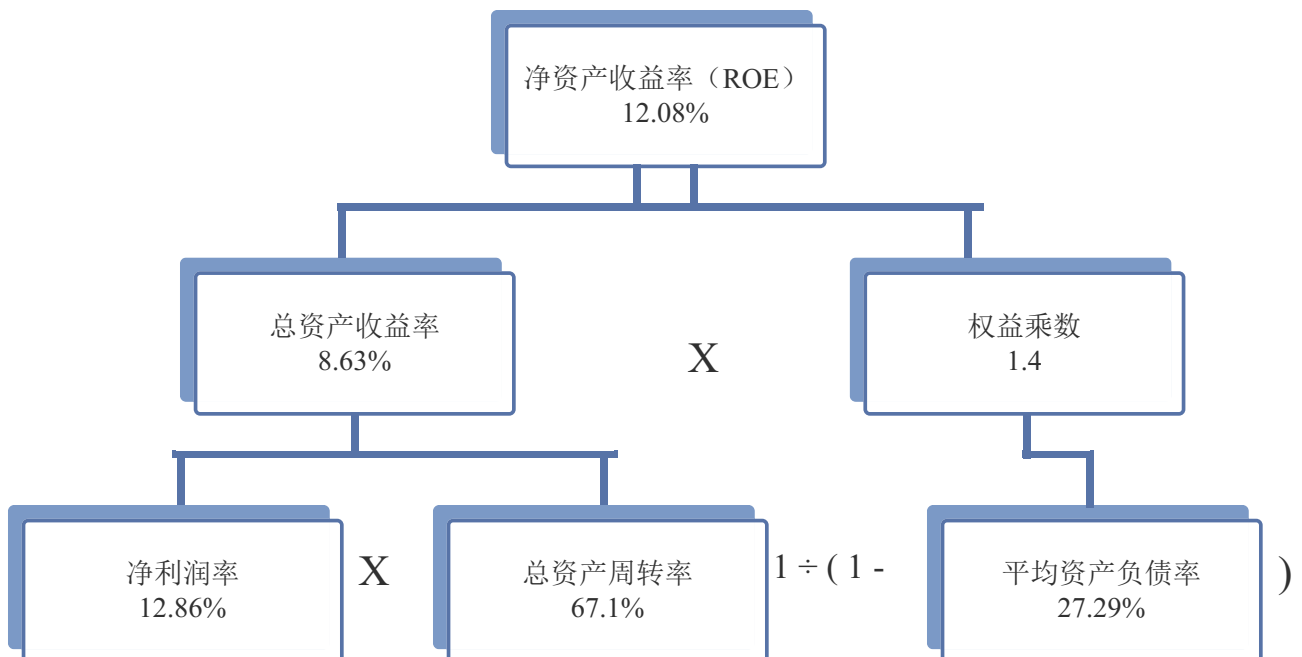 净资产收益率（ROE）
12.08%
总资产收益率
8.63%
X
权益乘数
1.4
净利润率
12.86%
X
总资产周转率
67.1%
1 ÷ ( 1 -
平均资产负债率
27.29%
)